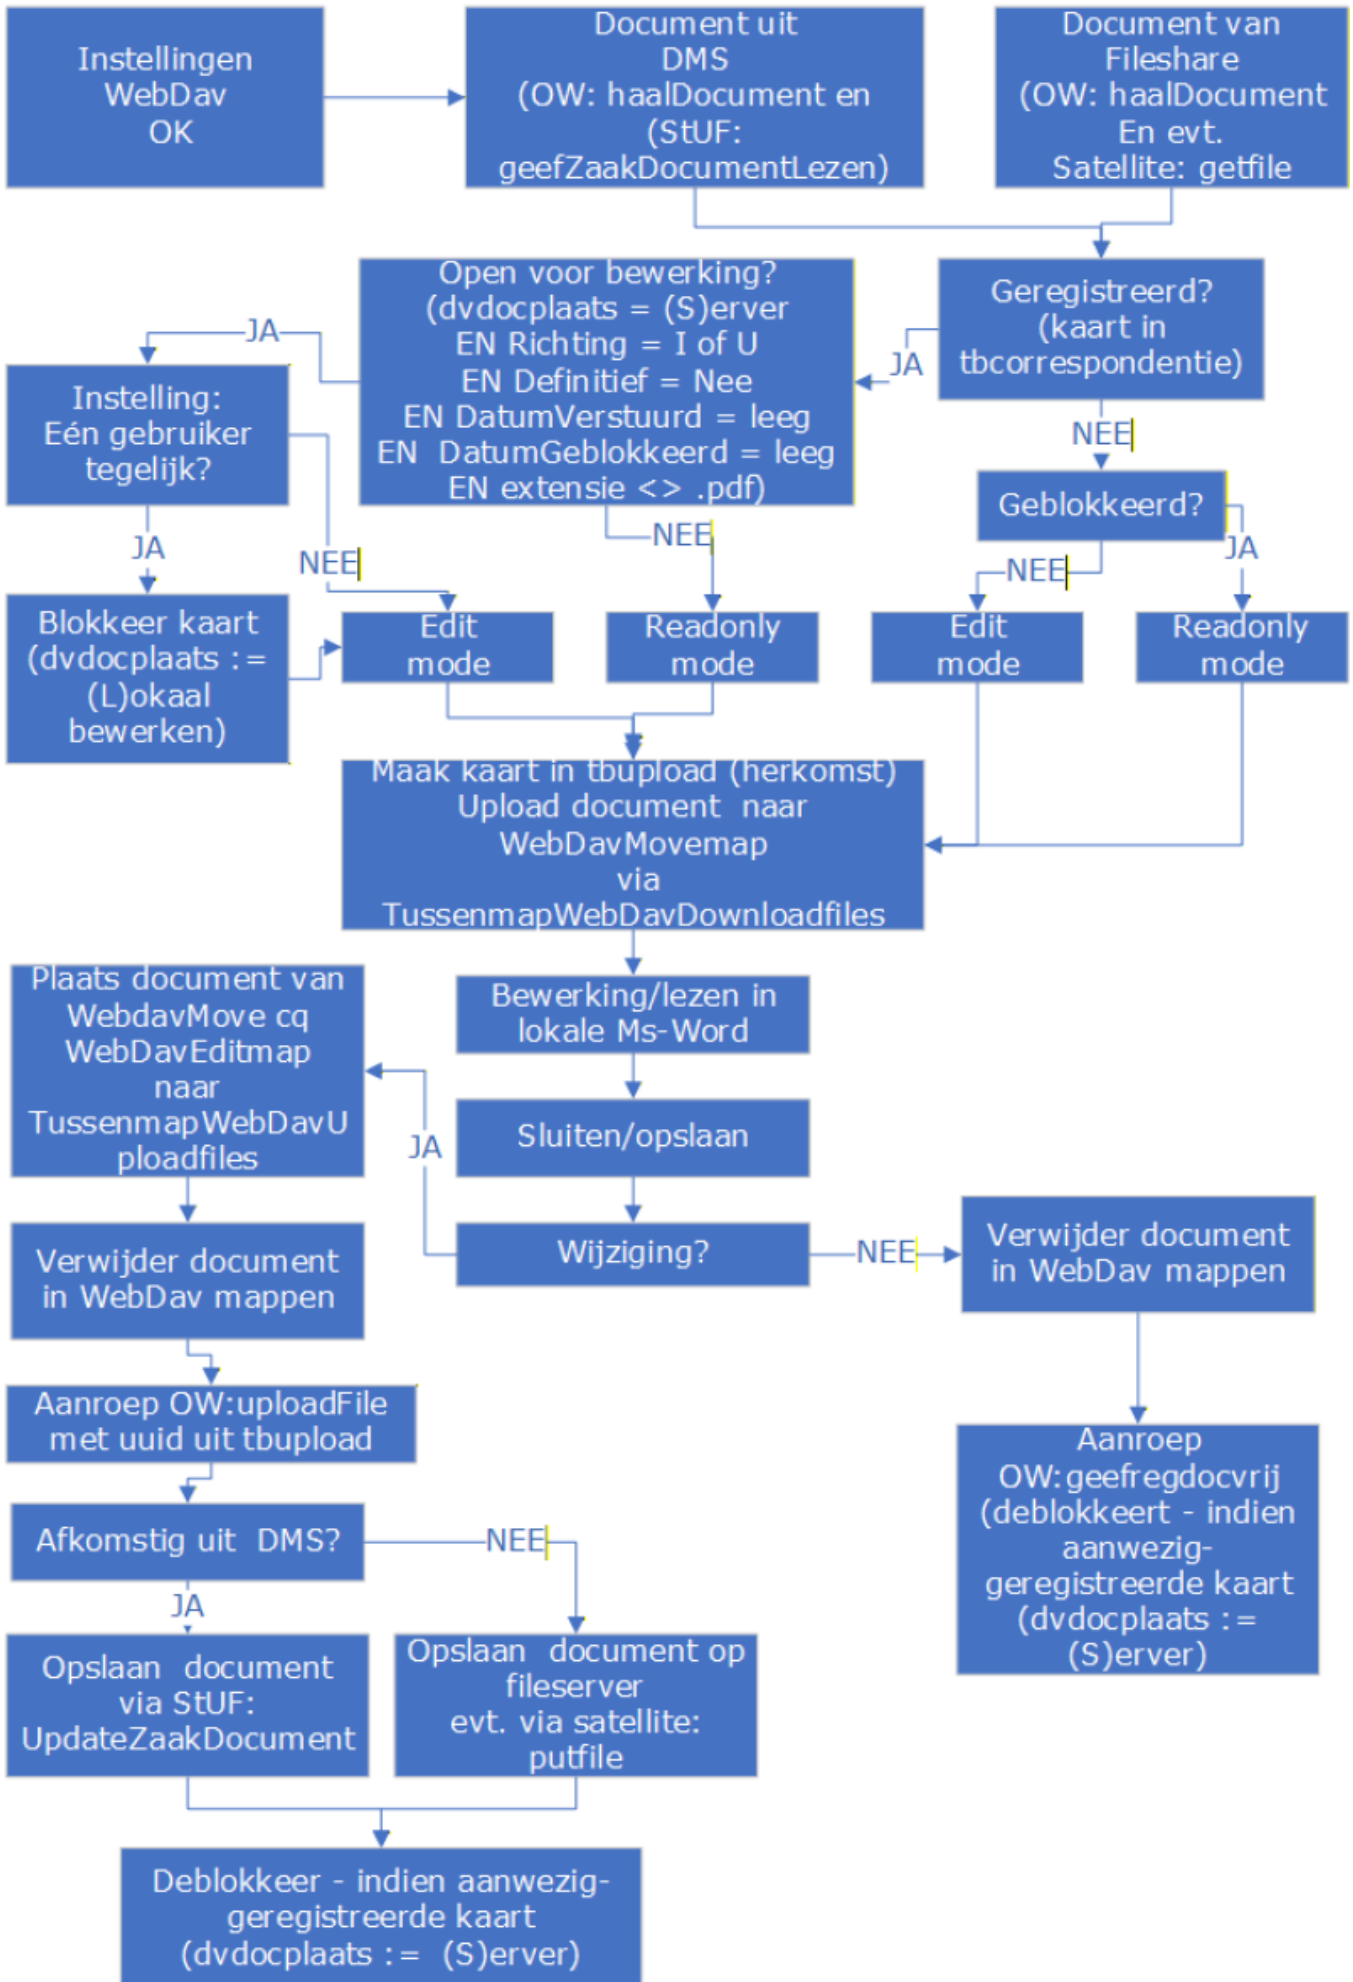 Instellingen
WebDav
OK
Document uit
DMS
(OW: haalDocument en
(StUF:
geefZaakDocumentLezen)
Document van
Fileshare
(OW: haalDocument
En evt.
Satellite: getfile
Open voor bewerking?
(dvdocplaats = (S)erver
EN Richting = I of U
EN Definitief = Nee
EN DatumVerstuurd = leeg
EN  DatumGeblokkeerd = leeg
EN extensie <> .pdf)
Geregistreerd?
(kaart in
tbcorrespondentie)
JA
JA
Instelling:
Eén gebruiker
tegelijk?
NEE
Geblokkeerd?
JA
NEE
NEE
NEE
JA
Blokkeer kaart
(dvdocplaats :=
(L)okaal
bewerken)
Edit
mode
Readonly
mode
Edit
mode
Readonly
mode
Maak kaart in tbupload (herkomst)
Upload document  naar
WebDavMovemap
via
TussenmapWebDavDownloadfiles
Plaats document van
WebdavMove cq
WebDavEditmap
naar
TussenmapWebDavU
ploadfiles
Bewerking/lezen in
lokale Ms-Word
JA
Sluiten/opslaan
Wijziging?
NEE
Verwijder document
in WebDav mappen
Verwijder document
in WebDav mappen
Aanroep OW:uploadFile
met uuid uit tbupload
Aanroep
OW:geefregdocvrij
(deblokkeert - indien
aanwezig-
geregistreerde kaart
(dvdocplaats :=
(S)erver)
Afkomstig uit  DMS?
NEE
JA
Opslaan  document
via StUF:
UpdateZaakDocument
Opslaan  document op
fileserver
evt. via satellite:
putfile
Deblokkeer - indien aanwezig-
geregistreerde kaart
(dvdocplaats :=  (S)erver)